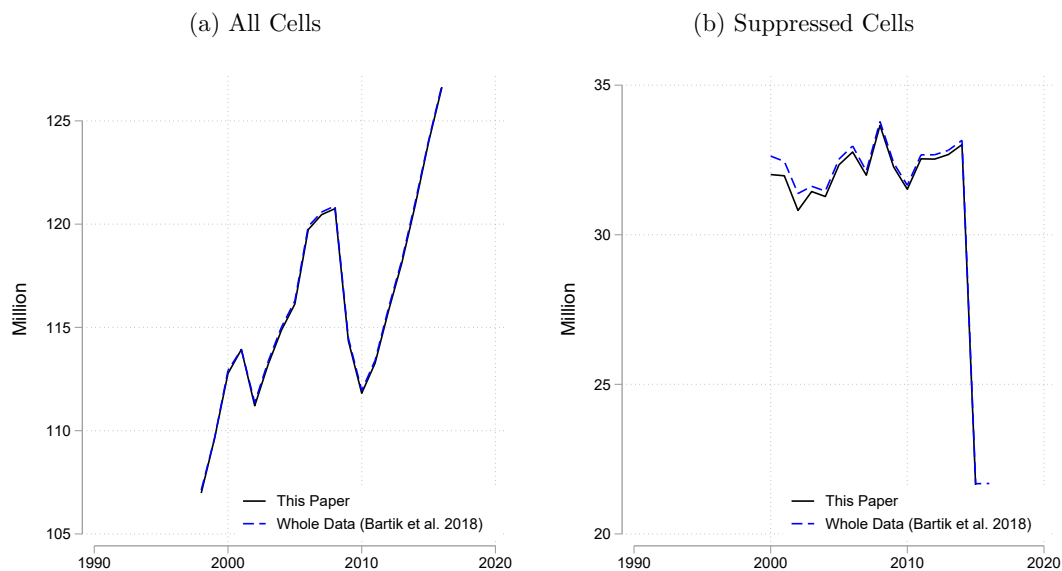 (a) All Cells
125
120
115
110
105
Million
1990
2000
2010
2020
This Paper
Whole Data (Bartik et al. 2018)
(b) Suppressed Cells
35
30
25
20
Million
1990
2000
2010
2020
This Paper
Whole Data (Bartik et al. 2018)